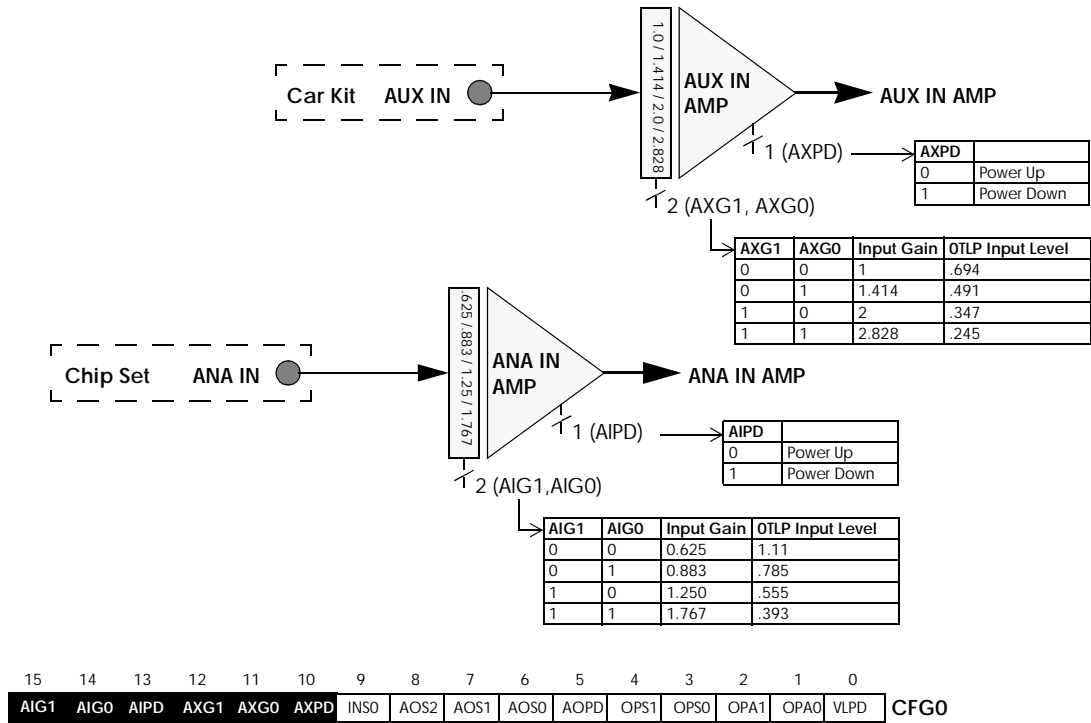 1.0 / 1.414 / 2.0 / 2.828
AUX IN
AMP
Car Kit AUX IN
AUX IN AMP
1 (AXPD)
AXPD
0 Power Up
1 Power Down
2 (AXG1, AXG0)
AXG1 AXG0 Input Gain 0TLP Input Level
0 0 1 .694
0 1 1.414 .491
1 0 2 .347
1 1 2.828 .245
.625 /.883 / 1.25 / 1.767
ANA IN
AMP
Chip Set ANA IN
ANA IN AMP
1 (AIPD)
AIPD
0 Power Up
1 Power Down
2 (AIG1,AIG0)
AIG1 AIG0 Input Gain 0TLP Input Level
0 0 0.625 1.11
0 1 0.883 .785
1 0 1.250 .555
1 1 1.767 .393
15 14 13 12 11 10 9 8 7 6 5 4 3 2 1 0
AIG1 AIG0 AIPD AXG1 AXG0 AXPD INS0 AOS2 AOS1 AOS0 AOPD OPS1 OPS0 OPA1 OPA0 VLPD CFG0